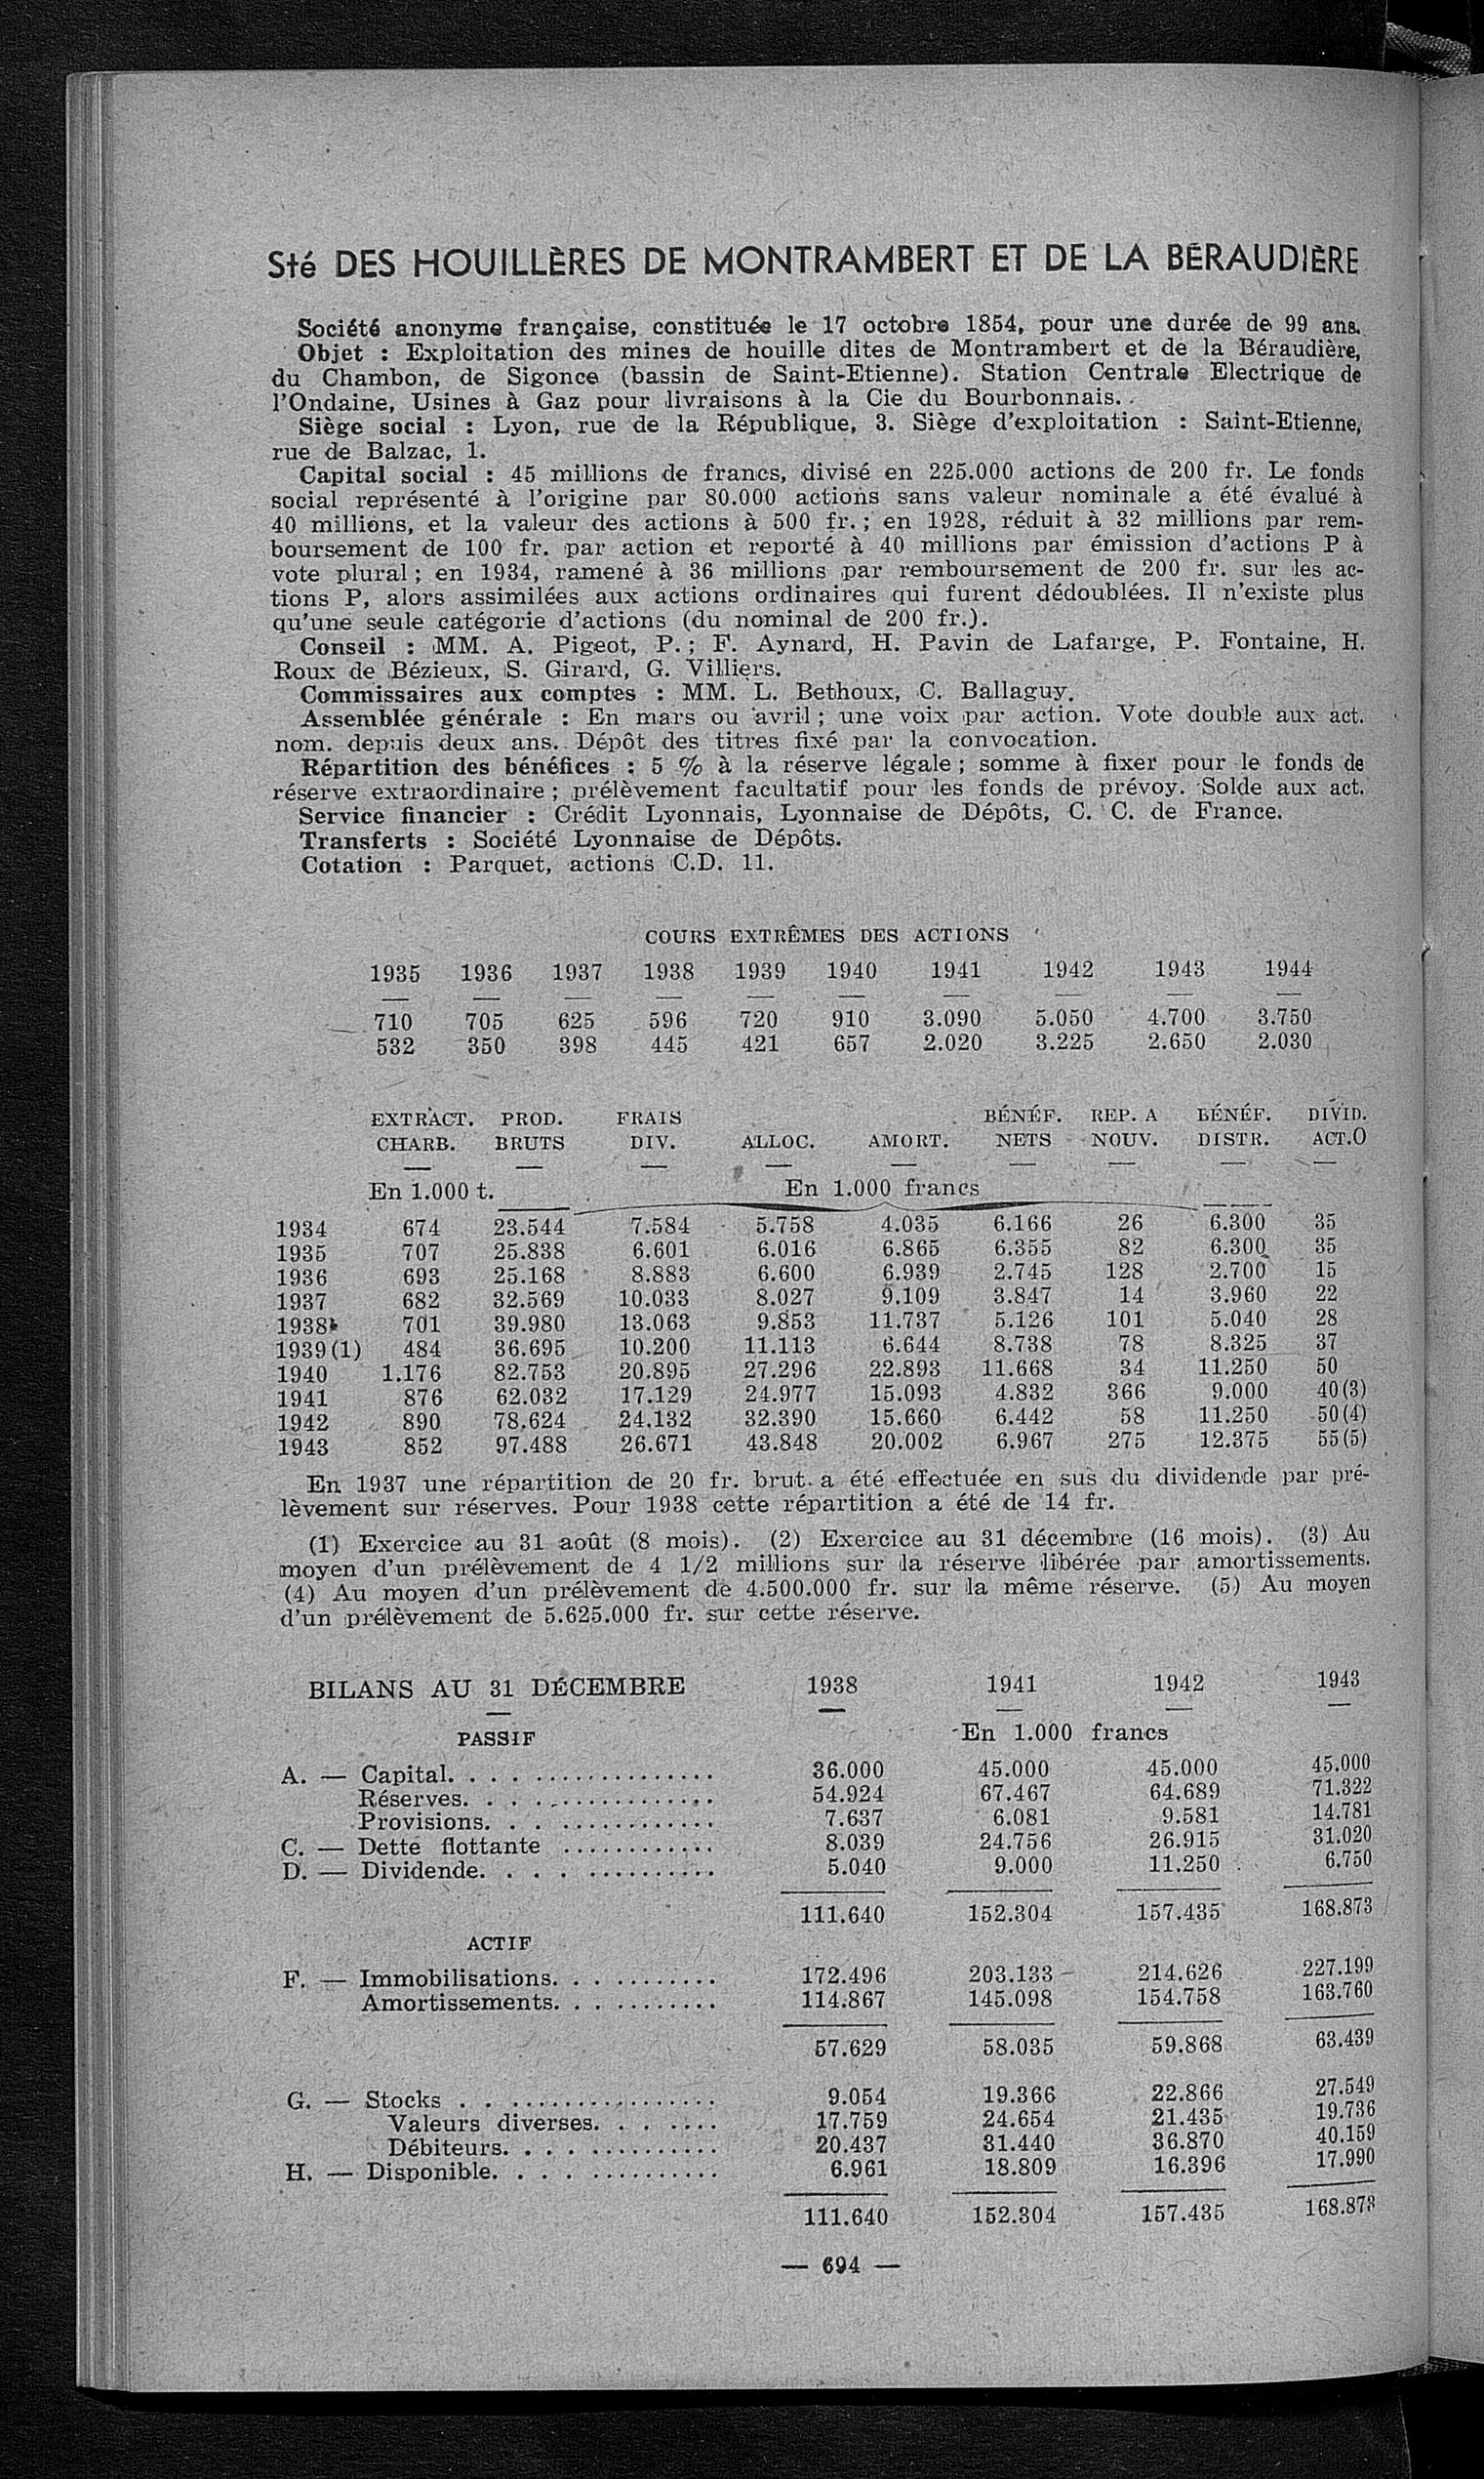 Sté DES HOUILLÈRES DE MONTRAMBERT ET DE LA BÉRAUDIÈRE
Société anonyme française, constituée le 17 octobre 1854, pour une durée de 99 ans.
Objet : Exploitation des mines de houille dites de Montrambert et de la Béraudière,
du Chambon, de Sigonce (bassin de Saint-Etienne). Station Centrale Electrique de
l'Ondaine, Usines à Gaz pour livraisons à la Cie du Bourbonnais.
Siège social : Lyon, rue de la République, 3. Siège d'exploitation : Saint-Etienne,
rue de Balzac, 1.
Capital social : 45 millions de francs, divisé en 225.000 actions de 200 fr. Le fonds
social représenté à l'origine par 80.000 actions sans valeur nominale a été évalué à
40 millions, et la valeur des actions à 500 fr. ; en 1928, réduit à 32 millions par rem-
boursement de 100 fr. par action et reporté à 40 millions par émission d'actions P à
vote plural ; en 1934, ramené à 36 millions par remboursement de 200 fr. sur les ac-
tions P, alors assimilées aux actions ordinaires qui furent dédoublées. Il n'existe plus
qu'une seule catégorie d'actions (du nominal de 200 fr.).
Conseil : MM. A. Pigeot, P. ; F. Aynard, H. Pavin de Lafarge, P. Fontaine, H.
Roux de Bézieux, S. Girard, G. Villiers.
Commissaires aux comptes : MM. L. Bethoux, C. Ballaguy.
Assemblée générale : En mars ou avril ; une voix par action. Vote double aux act.
nom. depuis deux ans. Dépôt des titres fixé par la convocation.
Répartition des bénéfices : 5 % à la réserve légale ; somme à fixer pour le fonds de
réserve extraordinaire ; prélèvement facultatif pour les fonds de prévoy. Solde aux act.
Service financier : Crédit Lyonnais, Lyonnaise de Dépôts, C. C. de France.
Transferts : Société Lyonnaise de Dépôts.
Cotation : Parquet, actions C.D. 11.
COURS EXTRÊMES DES ACTIONS
1935 1936 1937 1938 1939 1940 1941 1942 1943 1944
710 705 625 596 720 910 3.090 5.050 4.700 3.750
532 350 398 445 421 657 2.020 3.225 2.650 2.030
EXTRACT. PROD. FRAIS BÉNÉF. REP. A BÉNÉF. DIVID.
CHARB. BRUTS DIV. ALLOC. AMORT. NETS NOUV. DISTR. ACT.O
En 1.000 t. En 1.000 francs
1934 674 23.544 7.584 5.758 4.035 6.166 26 6.300 35
1935 707 25.838 6.601 6.016 6.865 6.355 82 6.300 35
1936 693 25.168 8.883 6.600 6.939 2.745 128 2.700 15
1937 682 32.569 10.033 8.027 9.109 3.847 14 3.960 22
1938 701 39.980 13.063 9.853 11.737 5.126 101 5.040 28
1939 (1) 484 36.695 10.200 11.113 6.644 8.738 78 8.325 37
1940 1.176 82.753 20.895 27.296 22.893 11.668 34 11.250 50
1941 876 62.032 17.129 24.977 15.093 4.832 366 9.000 40 (3)
1942 890 78.624 24.132 32.390 15.660 6.442 58 11.250 50 (4)
1943 852 97.488 26.671 43.848 20.002 6.967 275 12.375 55 (5)
En 1937 une répartition de 20 fr. brut. a été effectuée en sus du dividende par pré-
lèvement sur réserves. Pour 1938 cette répartition a été de 14 fr.
(1) Exercice au 31 août (8 mois). (2) Exercice au 31 décembre (16 mois). (3) Au
moyen d'un prélèvement de 4 1/2 millions sur la réserve libérée par amortissements.
(4) Au moyen d'un prélèvement de 4.500.000 fr. sur la même réserve. (5) Au moyen
d'un prélèvement de 5.625.000 fr. sur cette réserve.
BILANS AU 31 DÉCEMBRE 1938 1941 1942 1943
PASSIF En 1.000 francs
A. — Capital. . . . . . . . . . . . . . . . . 36.000 45.000 45.000 45.000
Réserves. . . . . . . . . . . . . . . . . 54.924 67.467 64.689 71.322
Provisions. . . . . . . . . . . . . . . 7.637 6.081 9.581 14.781
C. — Dette flottante . . . . . . . . . . . . 8.039 24.756 26.915 31.020
D. — Dividende. . . . . . . . . . . . . . . 5.040 9.000 11.250 6.750
111.640 152.304 157.435 168.873
ACTIF
F. — Immobilisations. . . . . . . . . . . . 172.496 203.133 214.626 227.199
Amortissements. . . . . . . . . . . . 114.867 145.098 154.758 163.760
57.629 58.035 59.868 63.439
G. — Stocks . . . . . . . . . . . . . . . . . 9.054 19.366 22.866 27.549
Valeurs diverses. . . . . . . . 17.759 24.654 21.435 19.736
Débiteurs. . . . . . . . . . . . . . 20.437 31.440 36.870 40.159
H. — Disponible. . . . . . . . . . . . . . 6.961 18.809 16.396 17.990
111.640 152.304 157.435 168.873
— 694 —